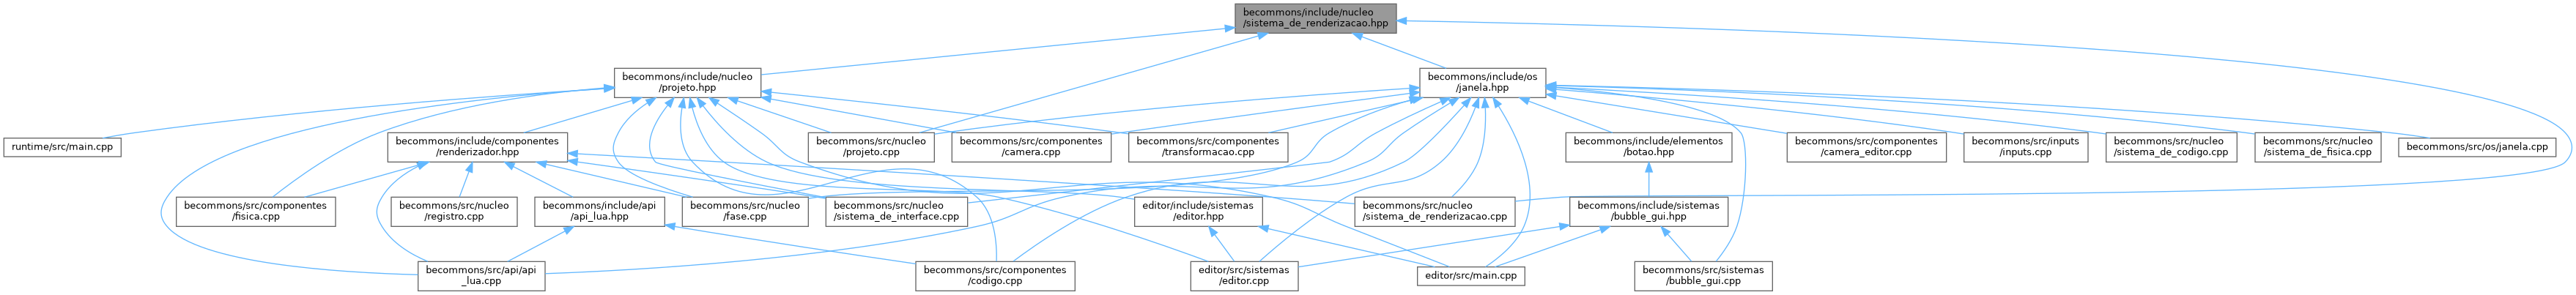 becommons/include/nucleo
/sistema_de_renderizacao.hpp
becommons/include/nucleo
/projeto.hpp
becommons/include/os
/janela.hpp
runtime/src/main.cpp
becommons/include/componentes
/renderizador.hpp
becommons/src/nucleo
/projeto.cpp
becommons/src/componentes
/camera.cpp
becommons/src/componentes
/transformacao.cpp
becommons/include/elementos
/botao.hpp
becommons/src/componentes
/camera_editor.cpp
becommons/src/inputs
/inputs.cpp
becommons/src/nucleo
/sistema_de_codigo.cpp
becommons/src/nucleo
/sistema_de_fisica.cpp
becommons/src/os/janela.cpp
becommons/src/componentes
/fisica.cpp
becommons/src/nucleo
/registro.cpp
becommons/include/api
/api_lua.hpp
becommons/src/nucleo
/fase.cpp
becommons/src/nucleo
/sistema_de_interface.cpp
editor/include/sistemas
/editor.hpp
becommons/src/nucleo
/sistema_de_renderizacao.cpp
becommons/include/sistemas
/bubble_gui.hpp
becommons/src/api/api
_lua.cpp
becommons/src/componentes
/codigo.cpp
editor/src/sistemas
/editor.cpp
editor/src/main.cpp
becommons/src/sistemas
/bubble_gui.cpp